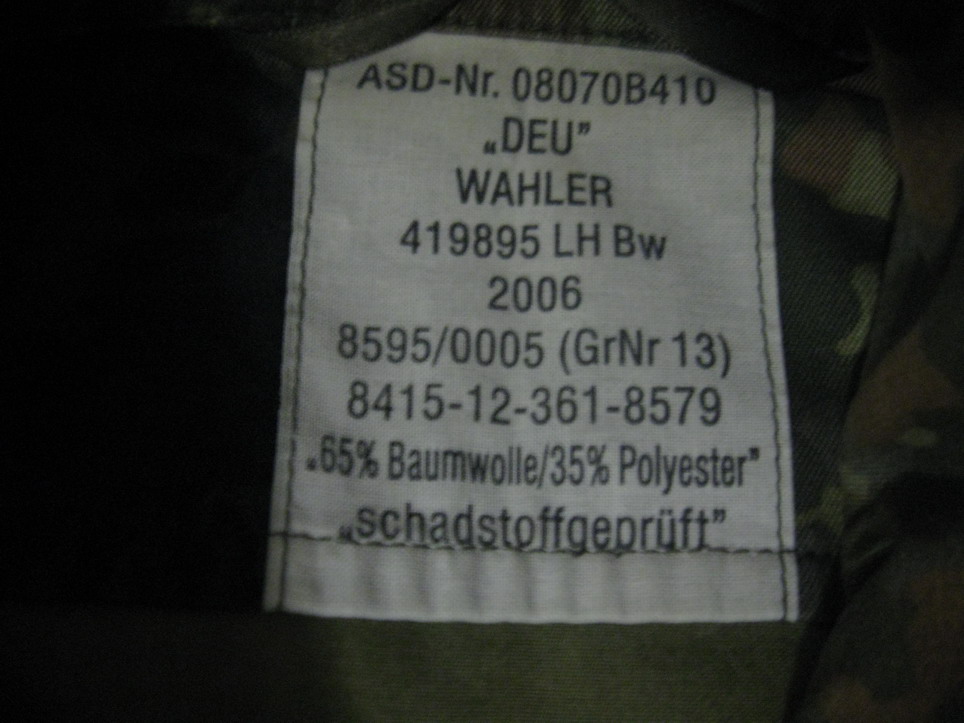 ASD-Nr. 08070B410
„DEU”
WAHLER
419895 LH Bw
2006
8595/0005 (GrNr 13)
8415-12-361-8579
„65% Baumwolle/35% Polyester”
„schadstoffgeprüft”